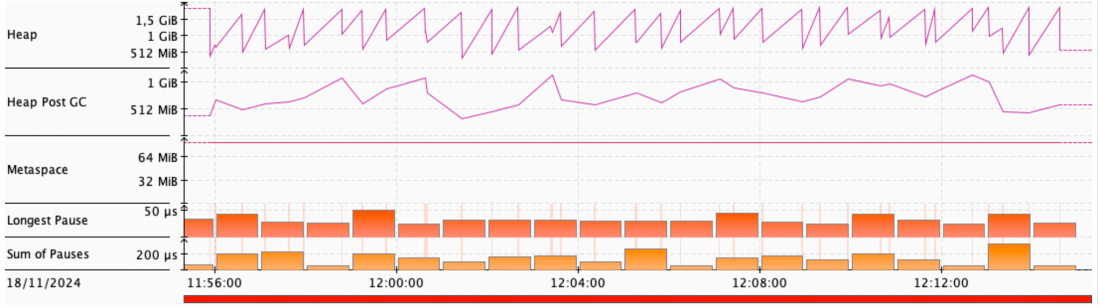 1,5 GiB
Heap
1 GiB
512 MiB
1 GiB
Heap Post GC
512 MiB
64 MiB
Metaspace
32 MiB
50 µs
Longest Pause
Sum of Pauses 200 µs
18/11/2024 11:56:00 12:00:00 12:04:00 12:08:00 12:12:00